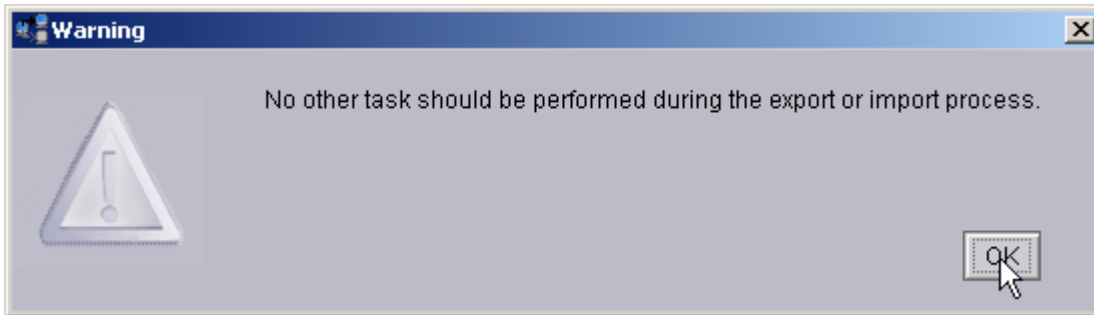 Warning
No other task should be performed during the export or import process.
OK